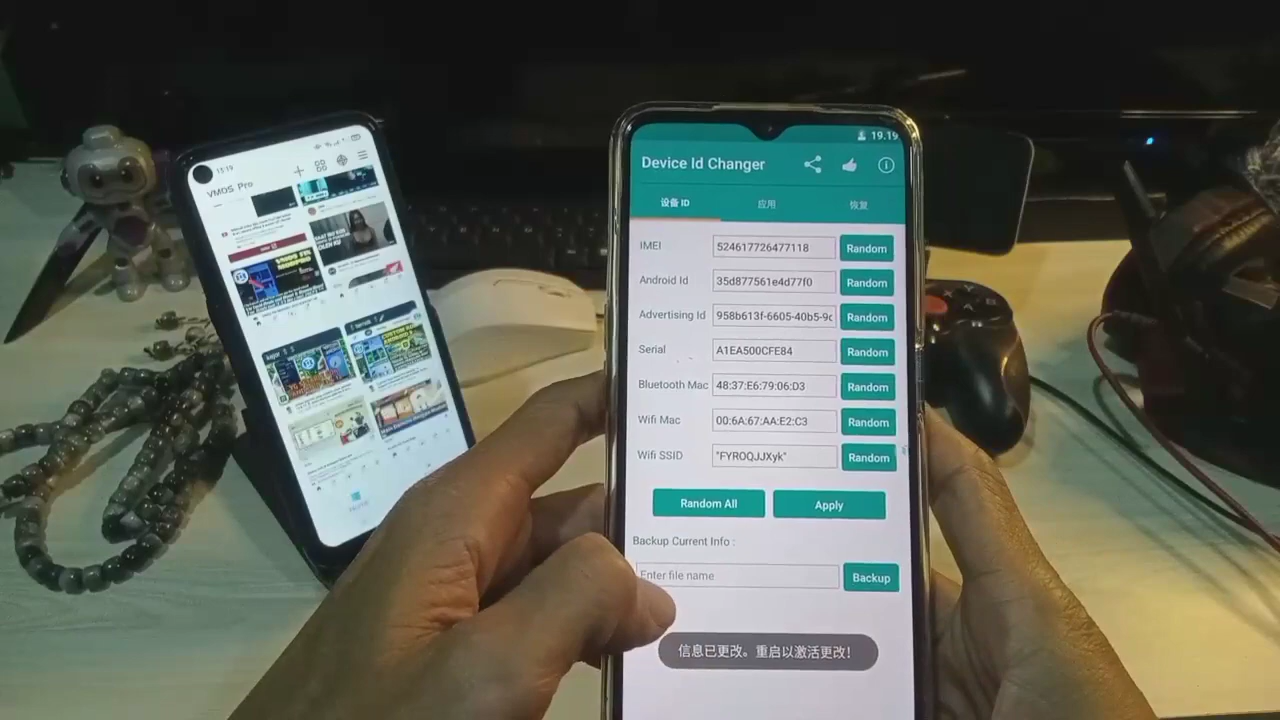 15:19
VMOS Pro
Home
19.19
Device Id Changer
设备 ID 应用 恢复
IMEI 524617726477118 Random
Android Id 35d877561e4d77f0 Random
Advertising Id 958b613f-6605-40b5-9c Random
Serial A1EA500CFE84 Random
Bluetooth Mac 48:37:E6:79:06:D3 Random
Wifi Mac 00:6A:67:AA:E2:C3 Random
Wifi SSID "FYROQJJXyk" Random
Random All Apply
Backup Current Info :
Enter file name Backup
信息已更改。重启以激活更改!